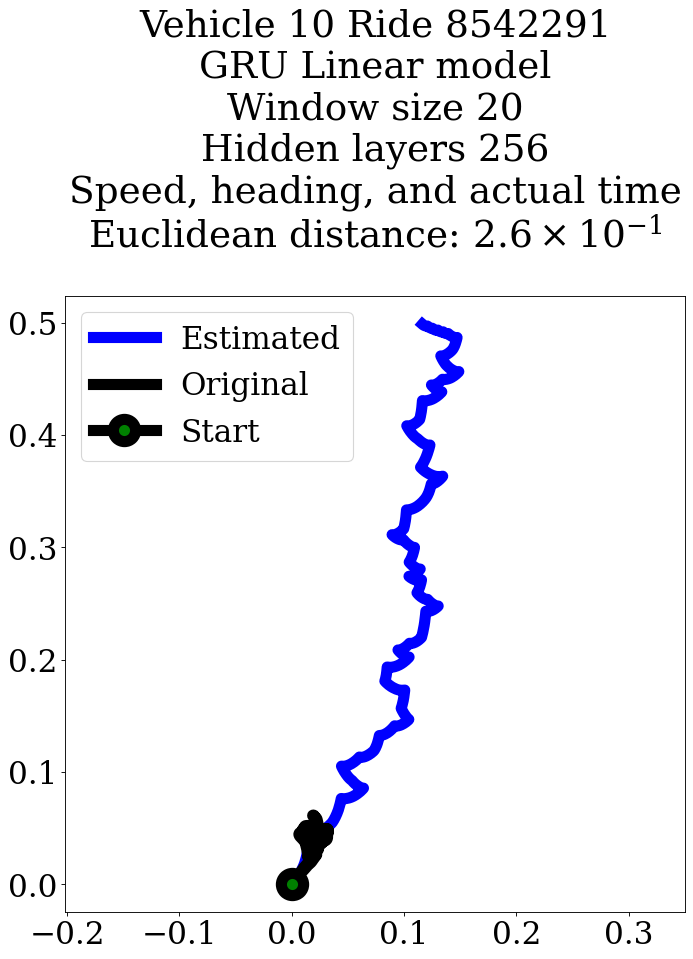 Vehicle 10 Ride 8542291
GRU Linear model
Window size 20
Hidden layers 256
Speed, heading, and actual time
Euclidean distance: 2.6 × 10⁻¹
Estimated
Original
Start
0.5
0.4
0.3
0.2
0.1
0.0
−0.2 −0.1 0.0 0.1 0.2 0.3